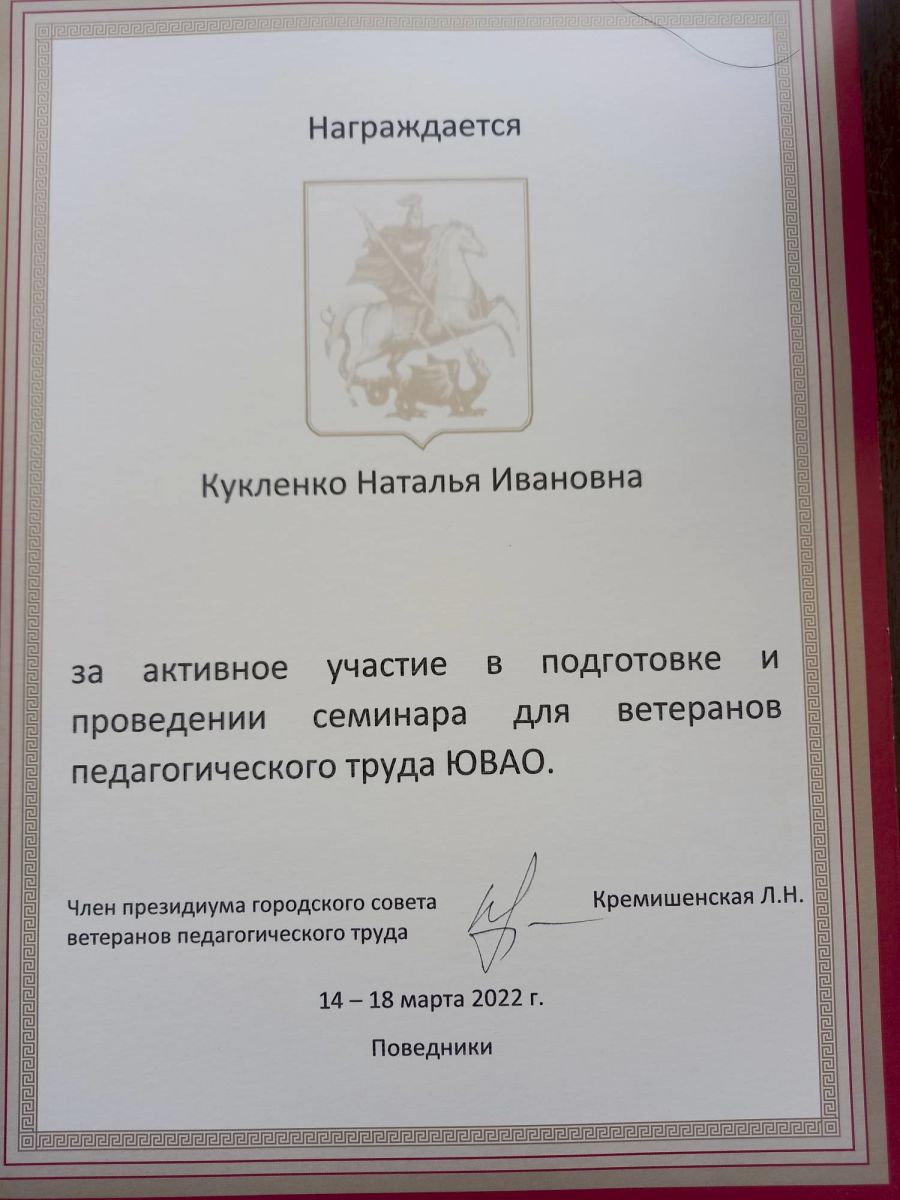 Награждается
Кукленко Наталья Ивановна
за активное участие в подготовке и
проведении семинара для ветеранов
педагогического труда ЮВАО.
Член президиума городского совета
ветеранов педагогического труда
Кремишенская Л.Н.
14 – 18 марта 2022 г.
Поведники